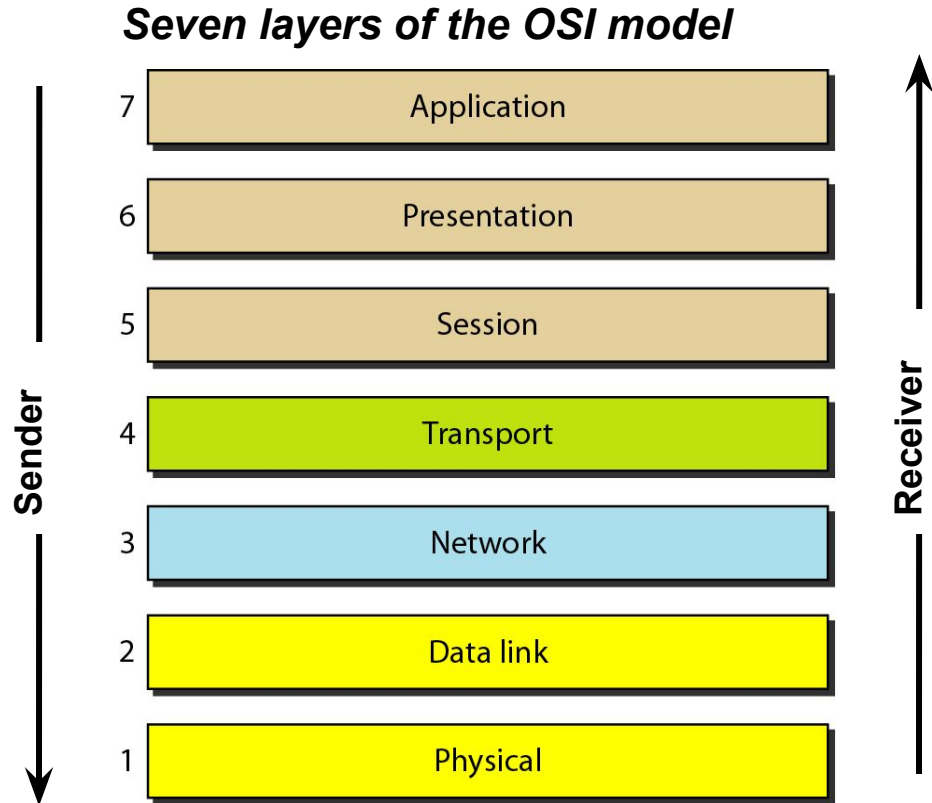 Seven layers of the OSI model
7 Application
6 Presentation
5 Session
Sender
Receiver
4 Transport
3 Network
2 Data link
1 Physical